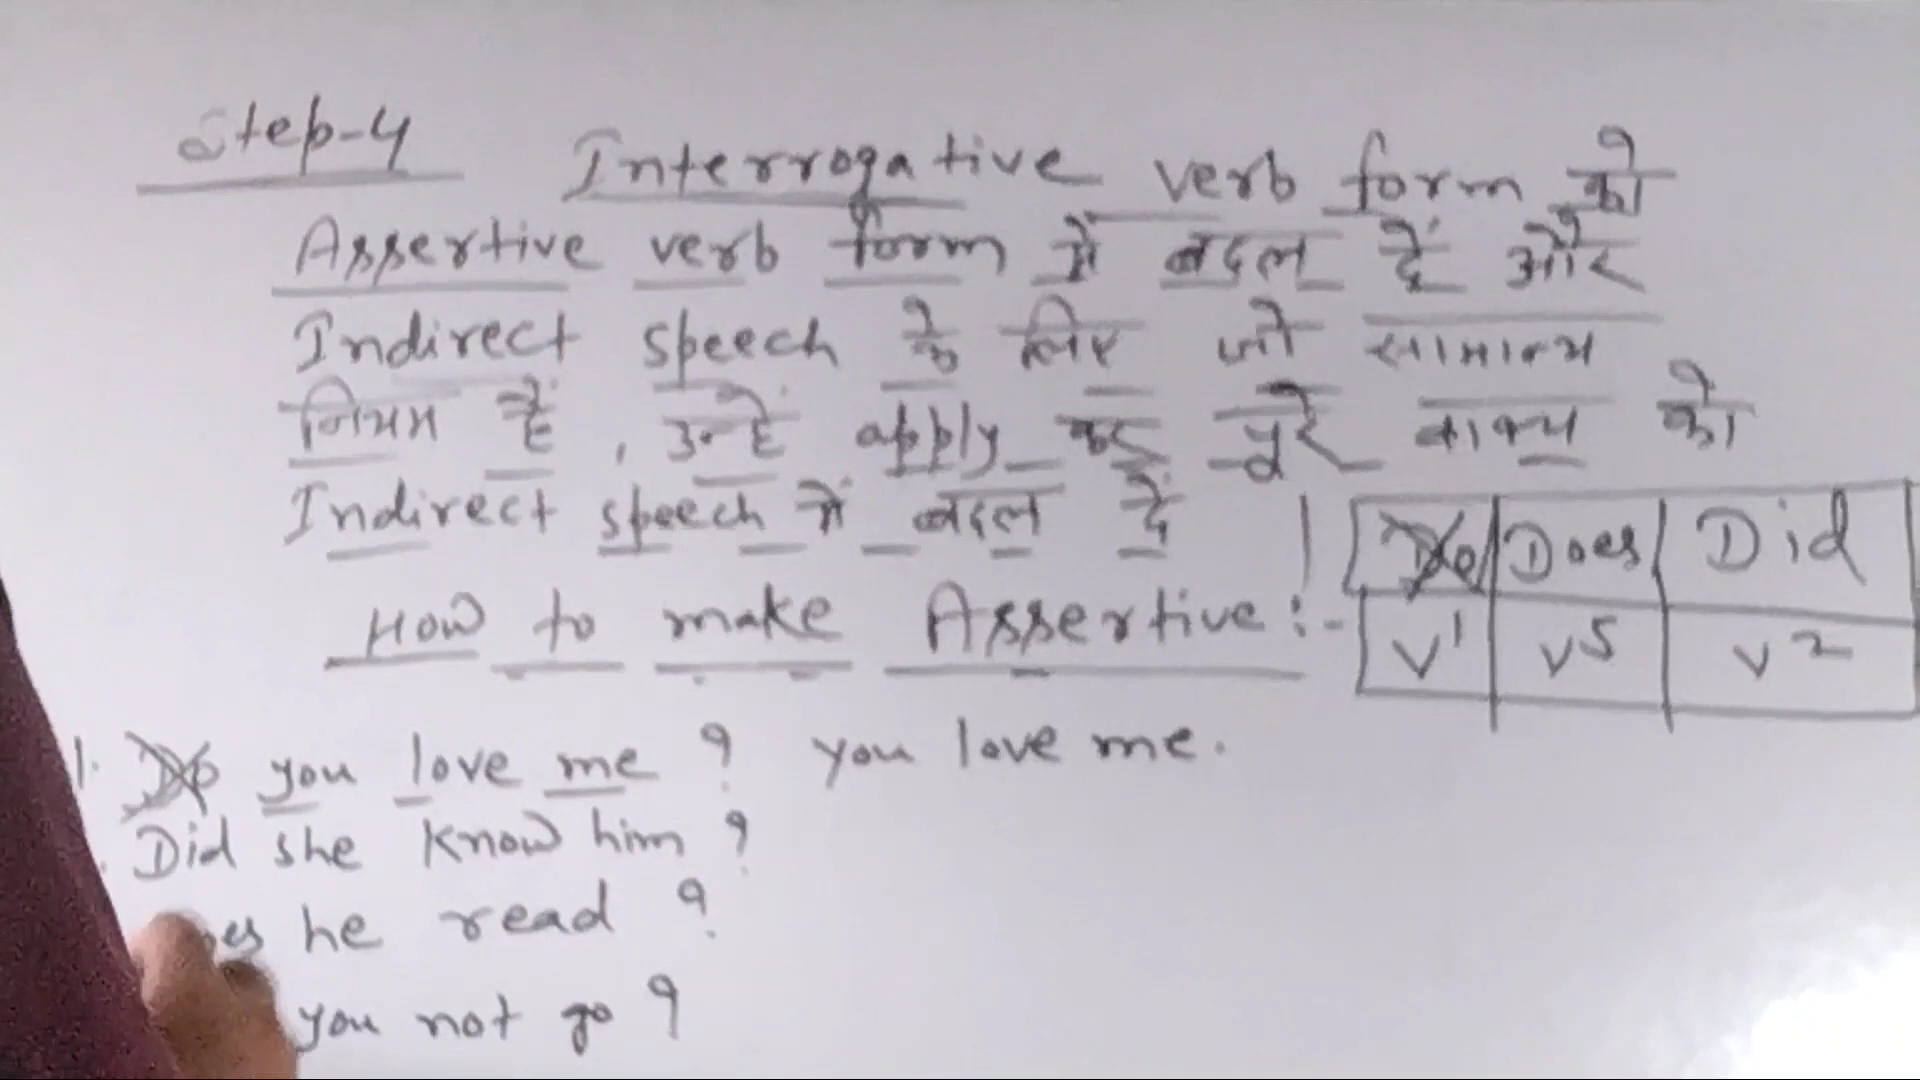 Step-4
Interrogative verb form को
Assertive verb form में बदल दें और
Indirect speech के लिए जो सामान्य
नियम हैं, उन्हें apply कर पूरे वाक्य को
Indirect speech में बदल दें |
Do Does Did
How to make Assertive :-
V1 V5 V2
1. Do you love me ? you love me.
Did she know him ?
he read ?
you not go ?